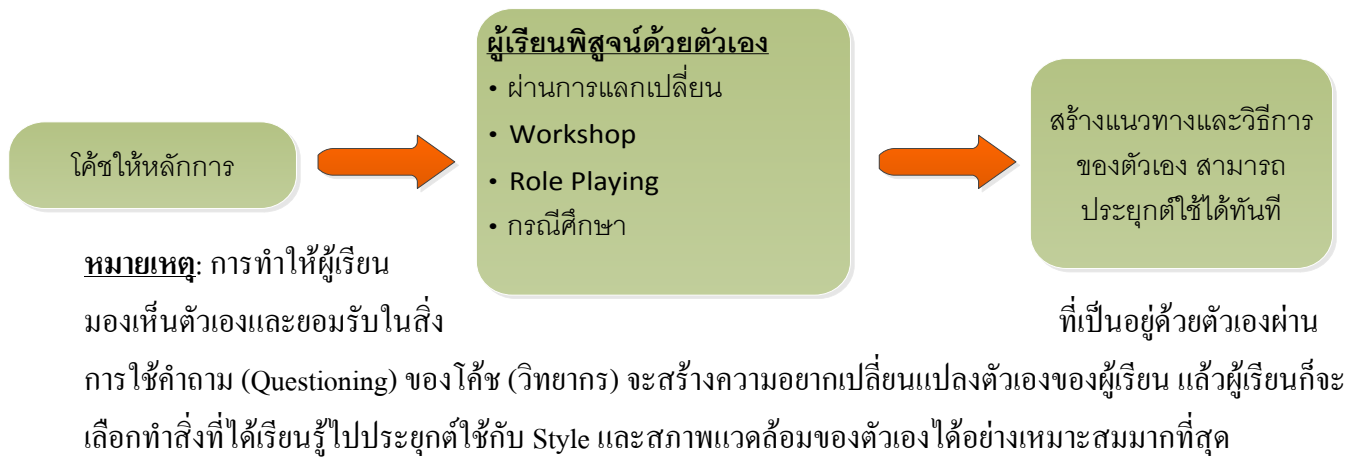 โค้ชให้หลักการ
ผู้เรียนพิสูจน์ด้วยตัวเอง
• ผ่านการแลกเปลี่ยน
• Workshop
• Role Playing
• กรณีศึกษา
สร้างแนวทางและวิธีการ
ของตัวเอง สามารถ
ประยุกต์ใช้ได้ทันที
หมายเหตุ: การทำให้ผู้เรียน
มองเห็นตัวเองและยอมรับในสิ่ง ที่เป็นอยู่ด้วยตัวเองผ่าน
การใช้คำถาม (Questioning) ของโค้ช (วิทยากร) จะสร้างความอยากเปลี่ยนแปลงตัวเองของผู้เรียน แล้วผู้เรียนก็จะ
เลือกทำสิ่งที่ได้เรียนรู้ไปประยุกต์ใช้กับ Style และสภาพแวดล้อมของตัวเองได้อย่างเหมาะสมมากที่สุด